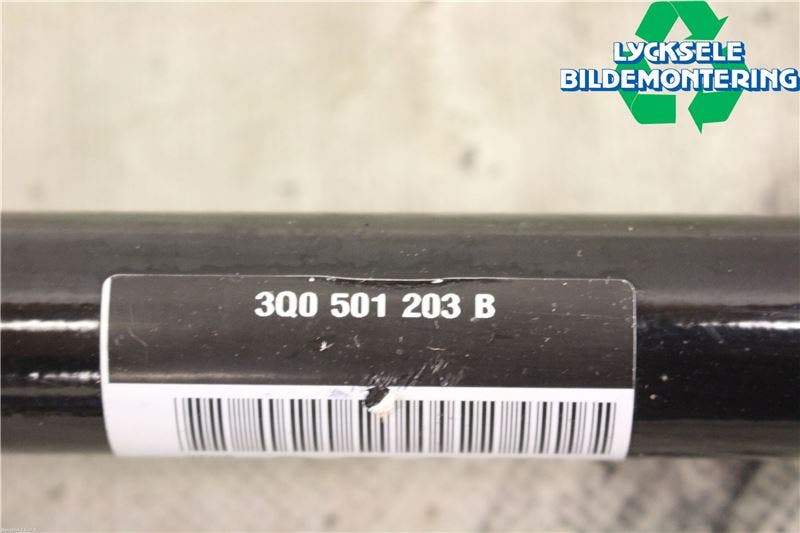 LYCKSELE
BILDEMONTERING
3Q0 501 203 B